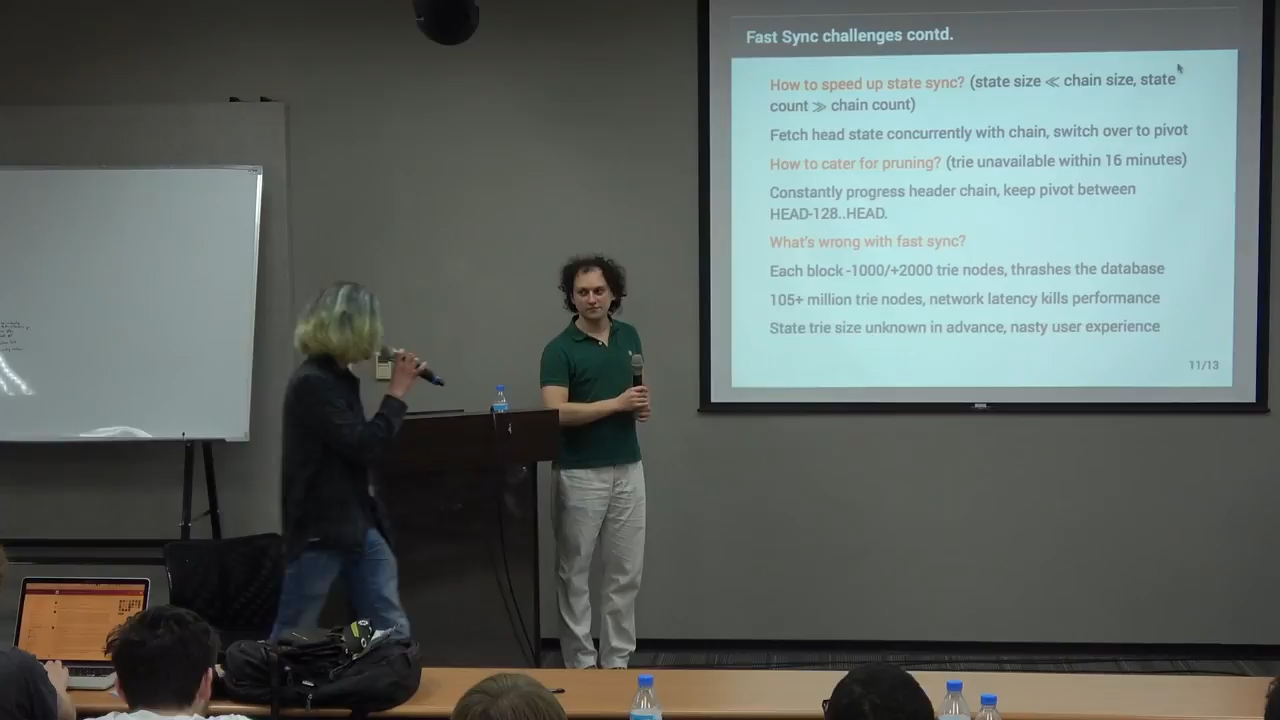 Fast Sync challenges contd.
How to speed up state sync? (state size ≪ chain size, state
count ≫ chain count)
Fetch head state concurrently with chain, switch over to pivot
How to cater for pruning? (trie unavailable within 16 minutes)
Constantly progress header chain, keep pivot between
HEAD-128..HEAD.
What's wrong with fast sync?
Each block -1000/+2000 trie nodes, thrashes the database
105+ million trie nodes, network latency kills performance
State trie size unknown in advance, nasty user experience
11/13